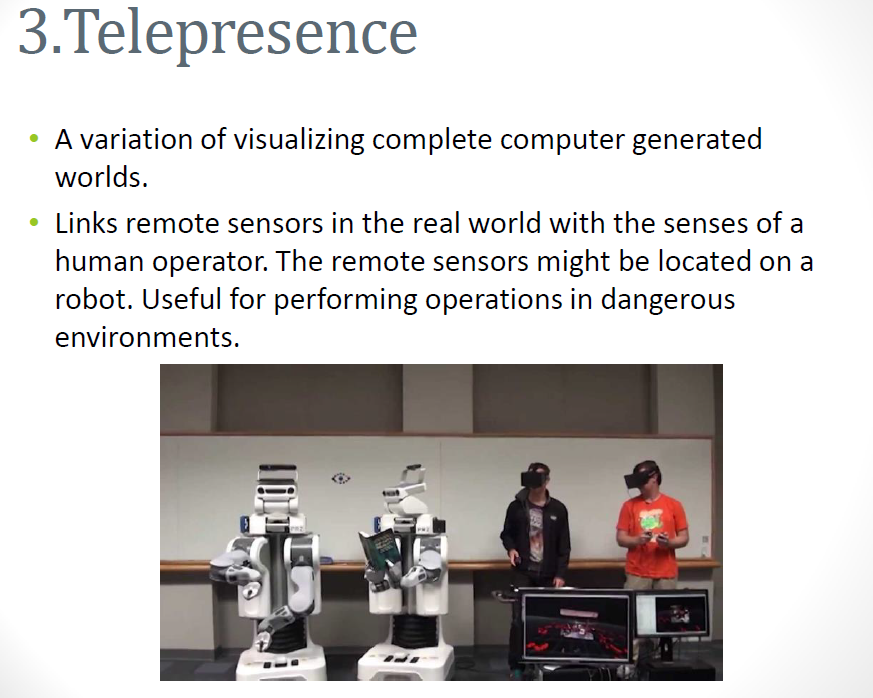 3.Telepresence
• A variation of visualizing complete computer generated
worlds.
• Links remote sensors in the real world with the senses of a
human operator. The remote sensors might be located on a
robot. Useful for performing operations in dangerous
environments.